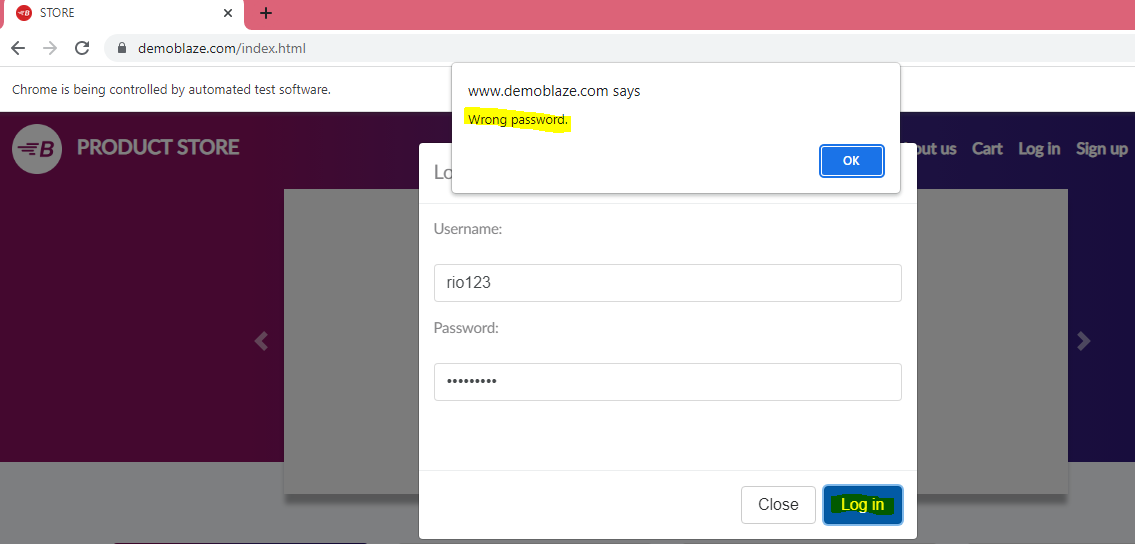 STORE
demoblaze.com/index.html
Chrome is being controlled by automated test software.
www.demoblaze.com says
Wrong password.
OK
B PRODUCT STORE
out us Cart Log in Sign up
Lo
Username:
rio123
Password:
•••••••••
Close Log in